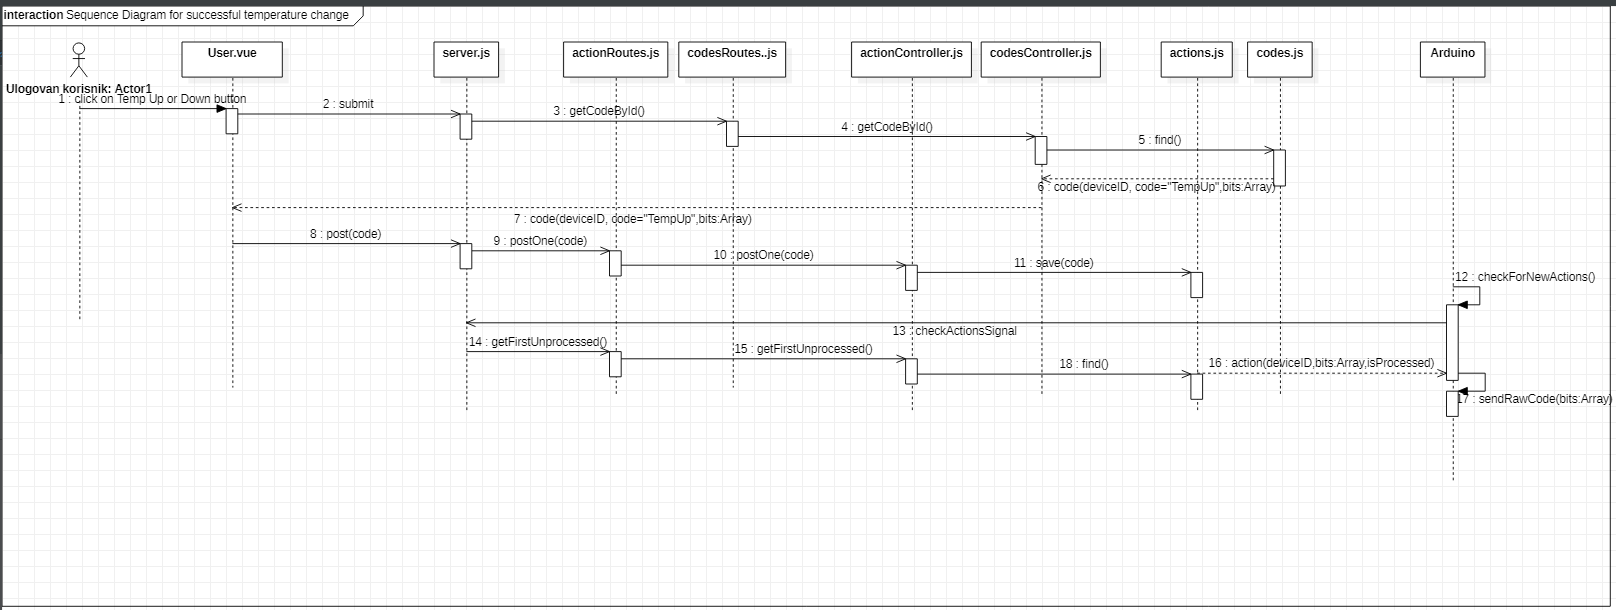 interaction Sequence Diagram for successful temperature change
User.vue
server.js
actionRoutes.js
codesRoutes..js
actionController.js
codesController.js
actions.js
codes.js
Arduino
Ulogovan korisnik: Actor1
1 : click on Temp Up or Down button
2 : submit
3 : getCodeById()
4 : getCodeById()
5 : find()
6 : code(deviceID, code="TempUp",bits:Array)
7 : code(deviceID, code="TempUp",bits:Array)
8 : post(code)
9 : postOne(code)
10 : postOne(code)
11 : save(code)
12 : checkForNewActions()
13 : checkActionsSignal
14 : getFirstUnprocessed()
15 : getFirstUnprocessed()
18 : find()
16 : action(deviceID,bits:Array,isProcessed)
17 : sendRawCode(bits:Array)